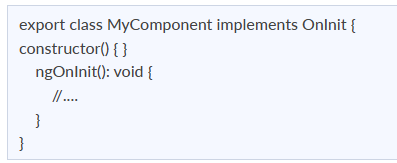 export class MyComponent implements OnInit {
constructor() { }
ngOnInit(): void {
//....
}
}